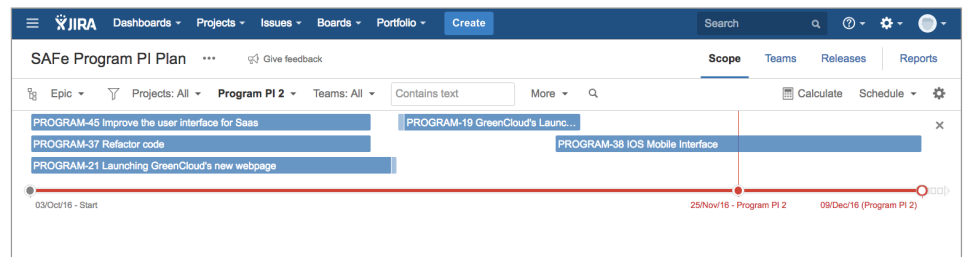 JIRA Dashboards Projects Issues Boards Portfolio Create Search
SAFe Program PI Plan ••• Give feedback Scope Teams Releases Reports
Epic Projects: All Program PI 2 Teams: All Contains text More Calculate Schedule
PROGRAM-45 Improve the user interface for Saas PROGRAM-19 GreenCloud's Launc...
PROGRAM-37 Refactor code PROGRAM-38 IOS Mobile Interface
PROGRAM-21 Launching GreenCloud's new webpage
03/Oct/16 - Start 25/Nov/16 - Program PI 2 09/Dec/16 (Program PI 2)